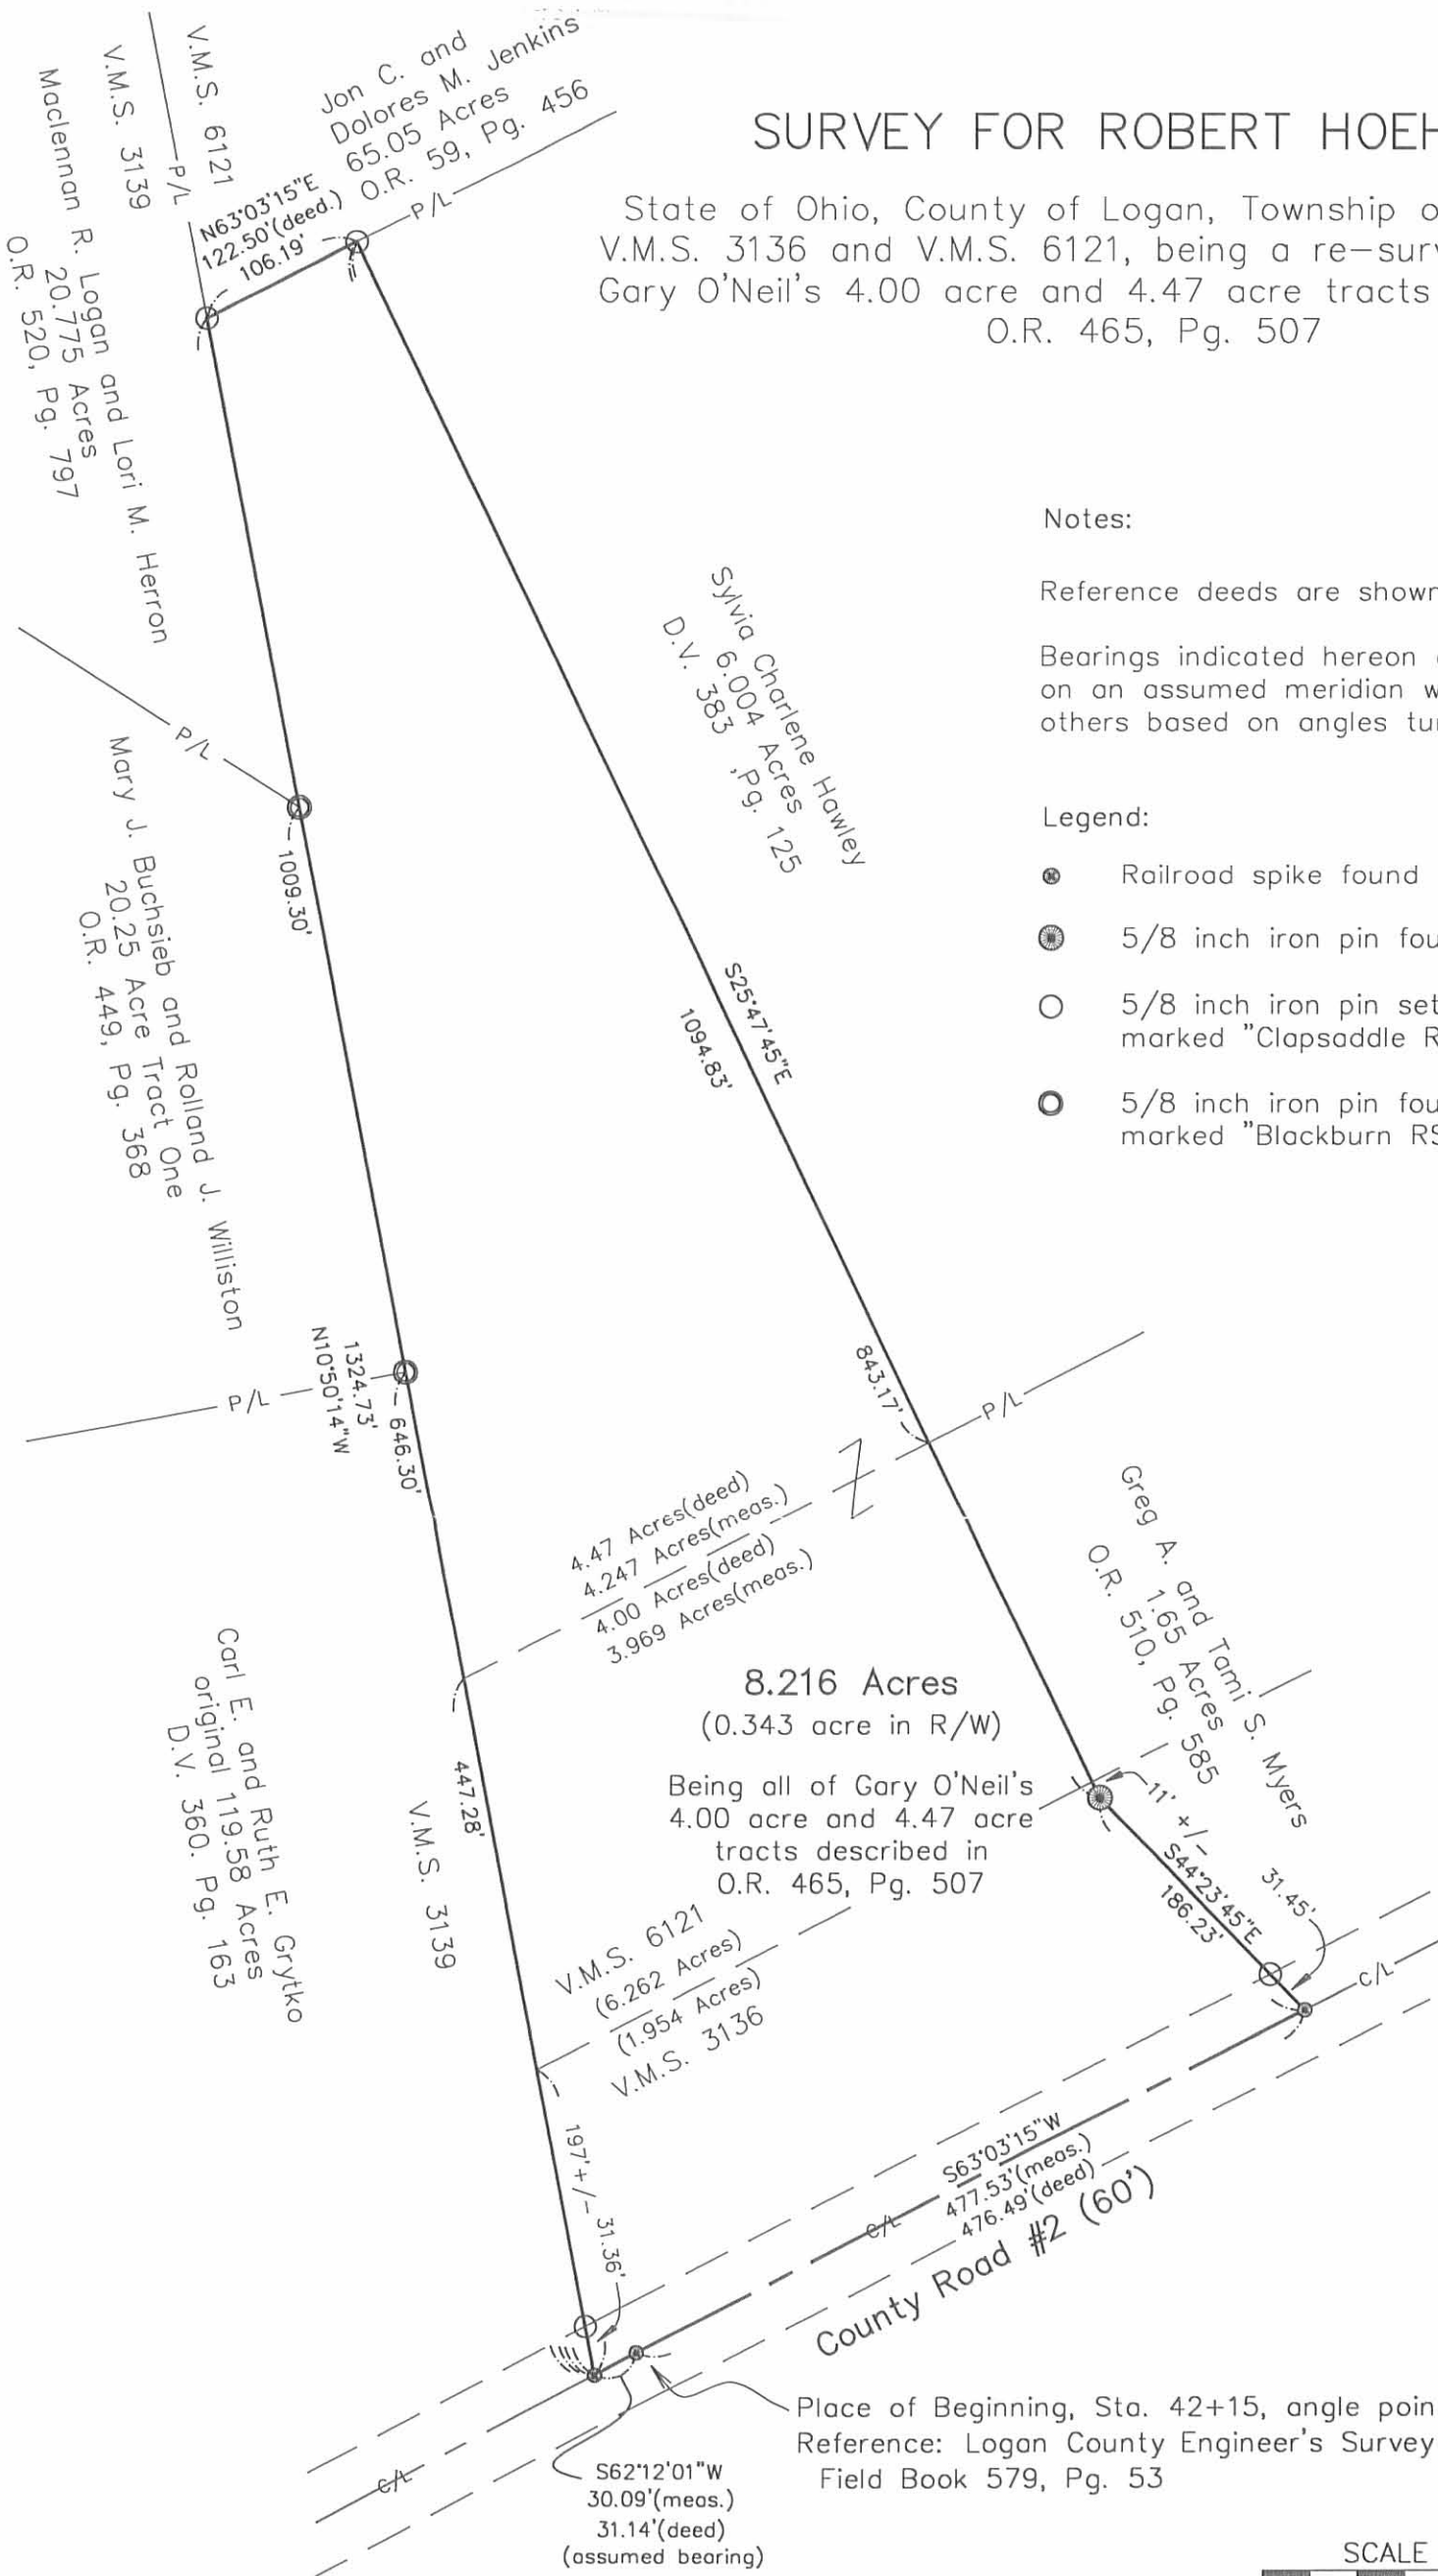 SURVEY FOR ROBERT
State of Ohio, County of Logan, Township
V.M.S. 3136 and V.M.S. 6121, being a
Gary O'Neil's 4.00 acre and 4.47 acre tracts
O.R. 465, Pg. 507
V.M.S. 6121
V.M.S. 3139
P/L
Jon C. and
Dolores M. Jenkins
65.05 Acres
O.R. 59, Pg. 456
P/L
N63°03'15"E
122.50'(deed.)
106.19'
Maclennan R. Logan and Lori M. Herron
20.775 Acres
O.R. 520, Pg. 797
P/L
Notes:
Reference deeds are shown
Bearings indicated hereon
on an assumed meridian
others based on angles
Sylvia Charlene Hawley
6.004 Acres
D.V. 383 ,Pg. 125
Legend:
Railroad spike found
5/8 inch iron pin
5/8 inch iron pin set
marked "Clapsaddle
5/8 inch iron pin
marked "Blackburn
1009.30'
Mary J. Buchsieb and Rolland J. Williston
20.25 Acre Tract One
O.R. 449, Pg. 368
S25°47'45"E
1094.83'
P/L
1324.73'
N10°50'14"W
646.30'
843.17'
P/L
4.47 Acres(deed)
4.247 Acres(meas.)
4.00 Acres(deed)
3.969 Acres(meas.)
Greg A. and Tami S. Myers
1.65 Acres
O.R. 510, Pg. 585
8.216 Acres
(0.343 acre in R/W)
Being all of Gary O'Neil's
4.00 acre and 4.47 acre
tracts described in
O.R. 465, Pg. 507
Carl E. and Ruth E. Grytko
original 119.58 Acres
D.V. 360. Pg. 163
447.28'
V.M.S. 3139
11' +/-
S44°23'45"E
186.23'
31.45'
V.M.S. 6121
(6.262 Acres)
(1.954 Acres)
V.M.S. 3136
C/L
197'+/-
31.36'
S63°03'15"W
477.53'(meas.)
476.49'(deed)
C/L
County Road #2 (60')
C/L
Place of Beginning, Sta. 42+15, angle
Reference: Logan County Engineer's Survey
Field Book 579, Pg. 53
S62°12'01"W
30.09'(meas.)
31.14'(deed)
(assumed bearing)
SCALE